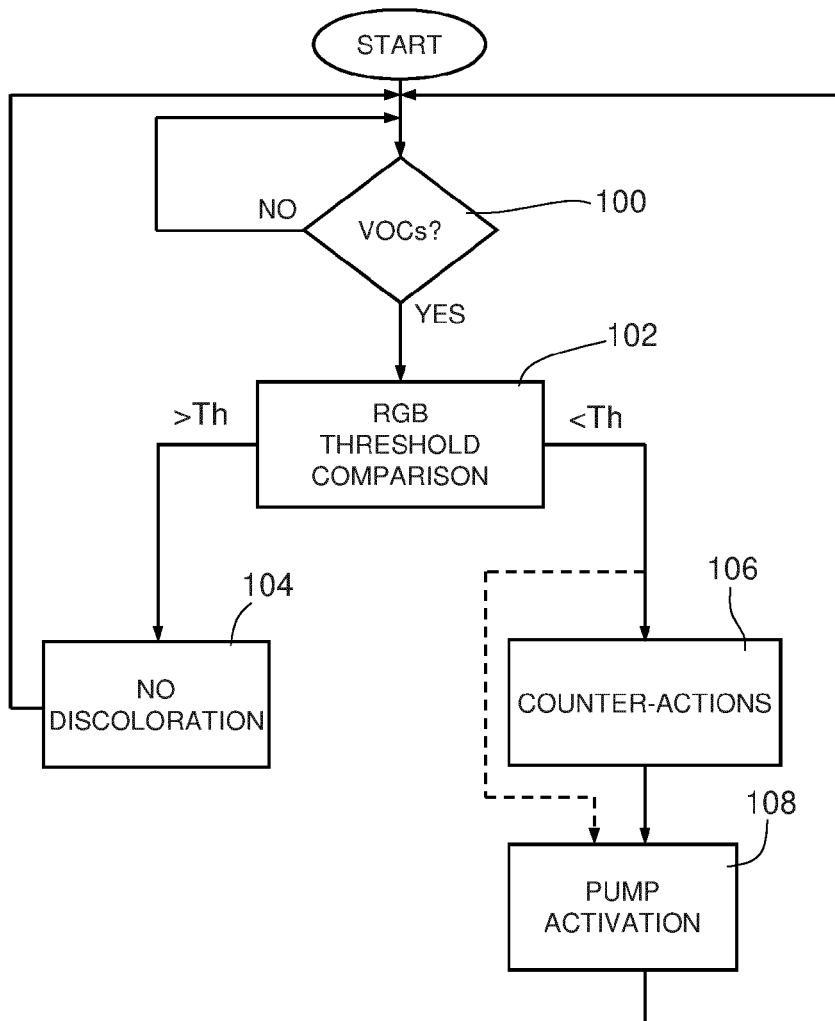 START
NO
VOCs?
100
YES
102
>Th
RGB
THRESHOLD
COMPARISON
<Th
104
106
NO
DISCOLORATION
COUNTER-ACTIONS
108
PUMP
ACTIVATION